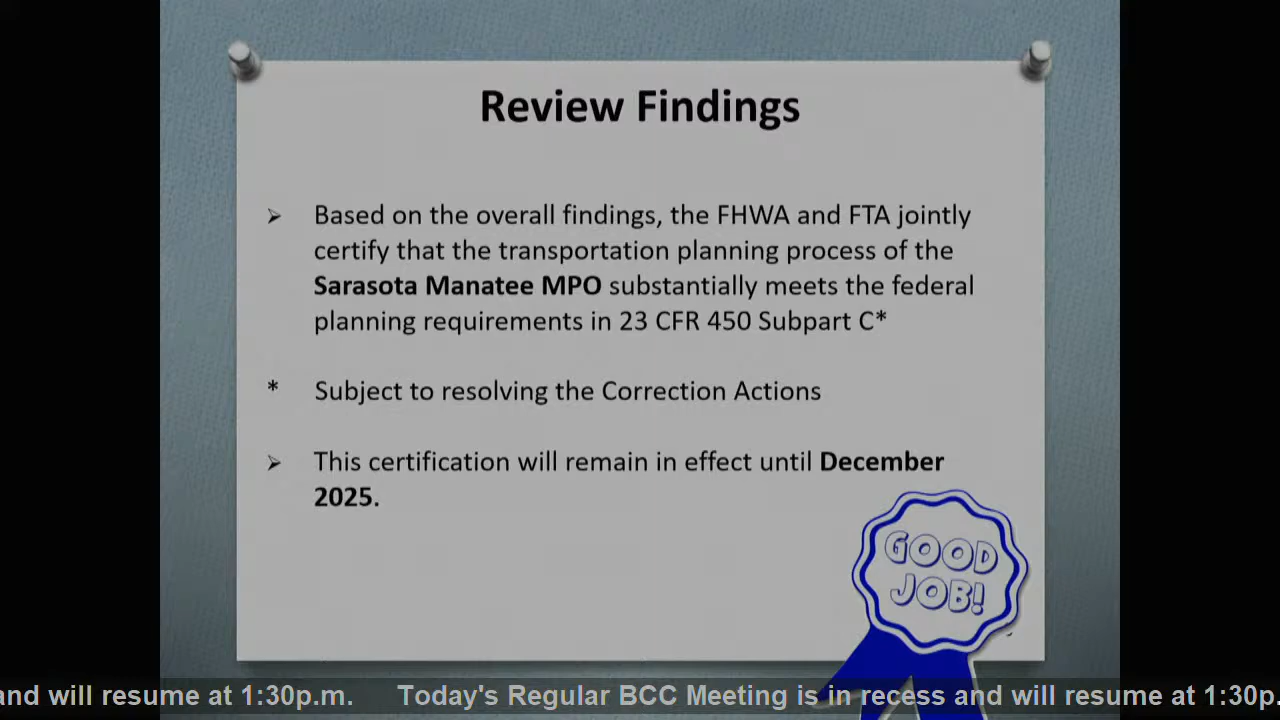 Review Findings
➢ Based on the overall findings, the FHWA and FTA jointly
certify that the transportation planning process of the
Sarasota Manatee MPO substantially meets the federal
planning requirements in 23 CFR 450 Subpart C*
* Subject to resolving the Correction Actions
➢ This certification will remain in effect until December
2025.
GOOD
JOB!
and will resume at 1:30p.m. Today's Regular BCC Meeting is in recess and will resume at 1:30p.